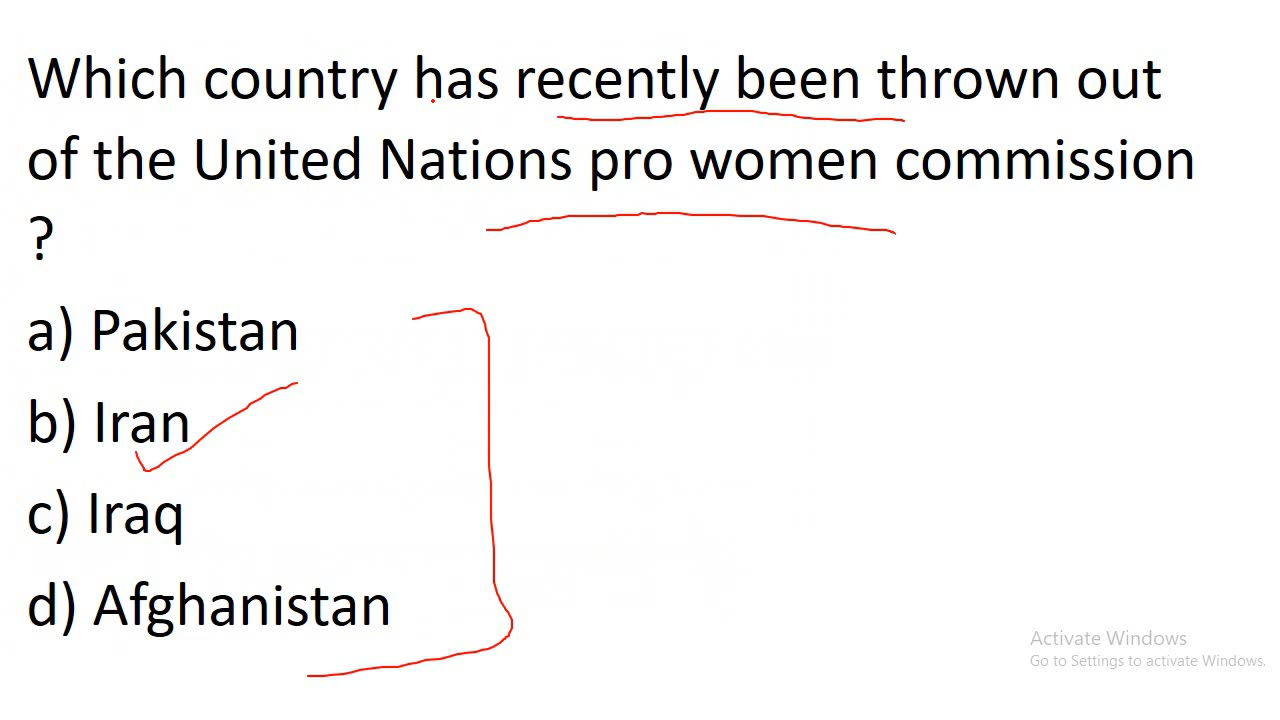 Which country has recently been thrown out
of the United Nations pro women commission
?
a) Pakistan
b) Iran
c) Iraq
d) Afghanistan
Activate Windows
Go to Settings to activate Windows.